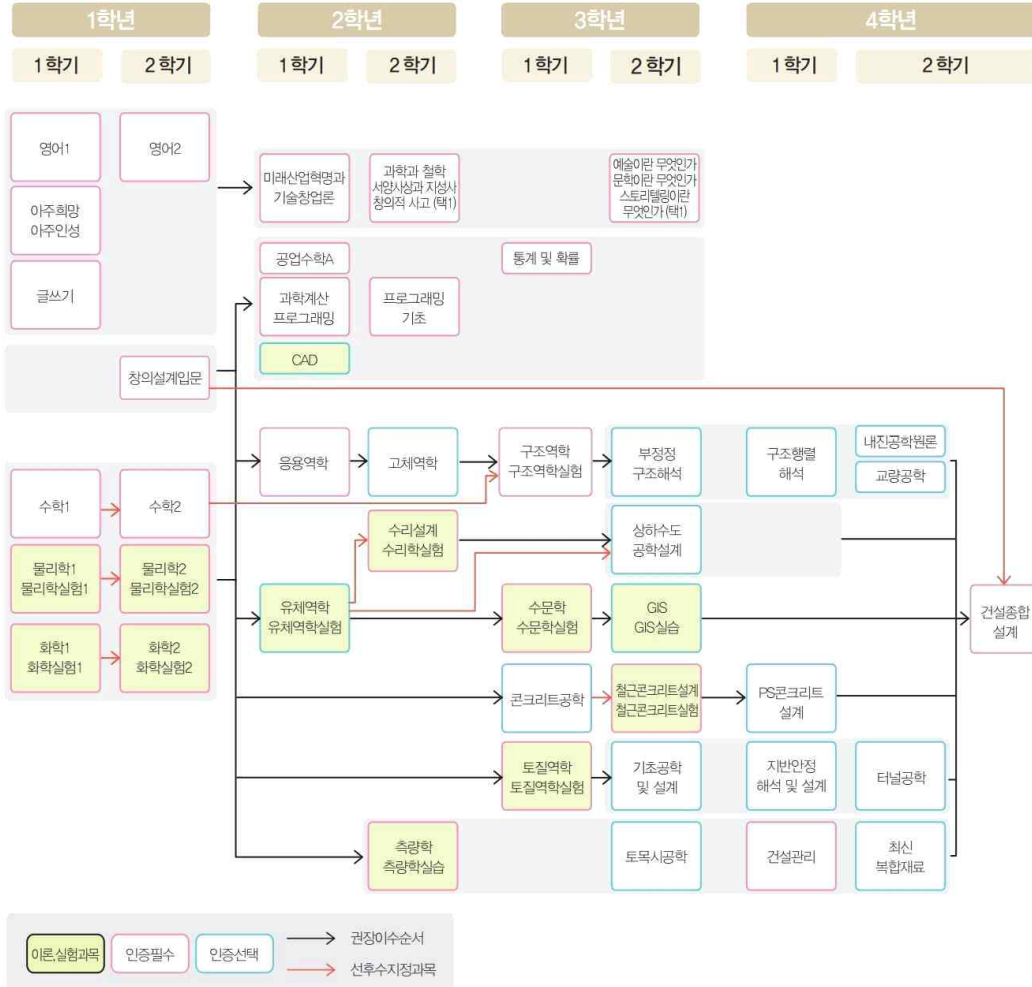 1학년
2학년
3학년
4학년
1학기
2학기
1학기
2학기
1학기
2학기
1학기
2학기
영어1
영어2
아주희망
아주인성
글쓰기
미래산업혁명과
기술창업론
과학과 철학
서양사상과 지성사
창의적 사고 (택1)
예술이란 무엇인가
문학이란 무엇인가
스토리텔링이란
무엇인가 (택1)
공업수학A
통계 및 확률
과학계산
프로그래밍
프로그래밍
기초
CAD
창의설계입문
응용역학
고체역학
구조역학
구조역학실험
부정정
구조해석
구조행렬
해석
내진공학원론
교량공학
수학1
수학2
수리설계
수리학실험
상하수도
공학설계
물리학1
물리학실험1
물리학2
물리학실험2
유체역학
유체역학실험
수문학
수문학실험
GIS
GIS실습
건설종합
설계
화학1
화학실험1
화학2
화학실험2
콘크리트공학
철근콘크리트설계
철근콘크리트실험
PS콘크리트
설계
토질역학
토질역학실험
기초공학
및 설계
지반안정
해석 및 설계
터널공학
측량학
측량학실습
토목시공학
건설관리
최신
복합재료
이론,실험과목
인증필수
인증선택
권장이수순서
선후수지정과목